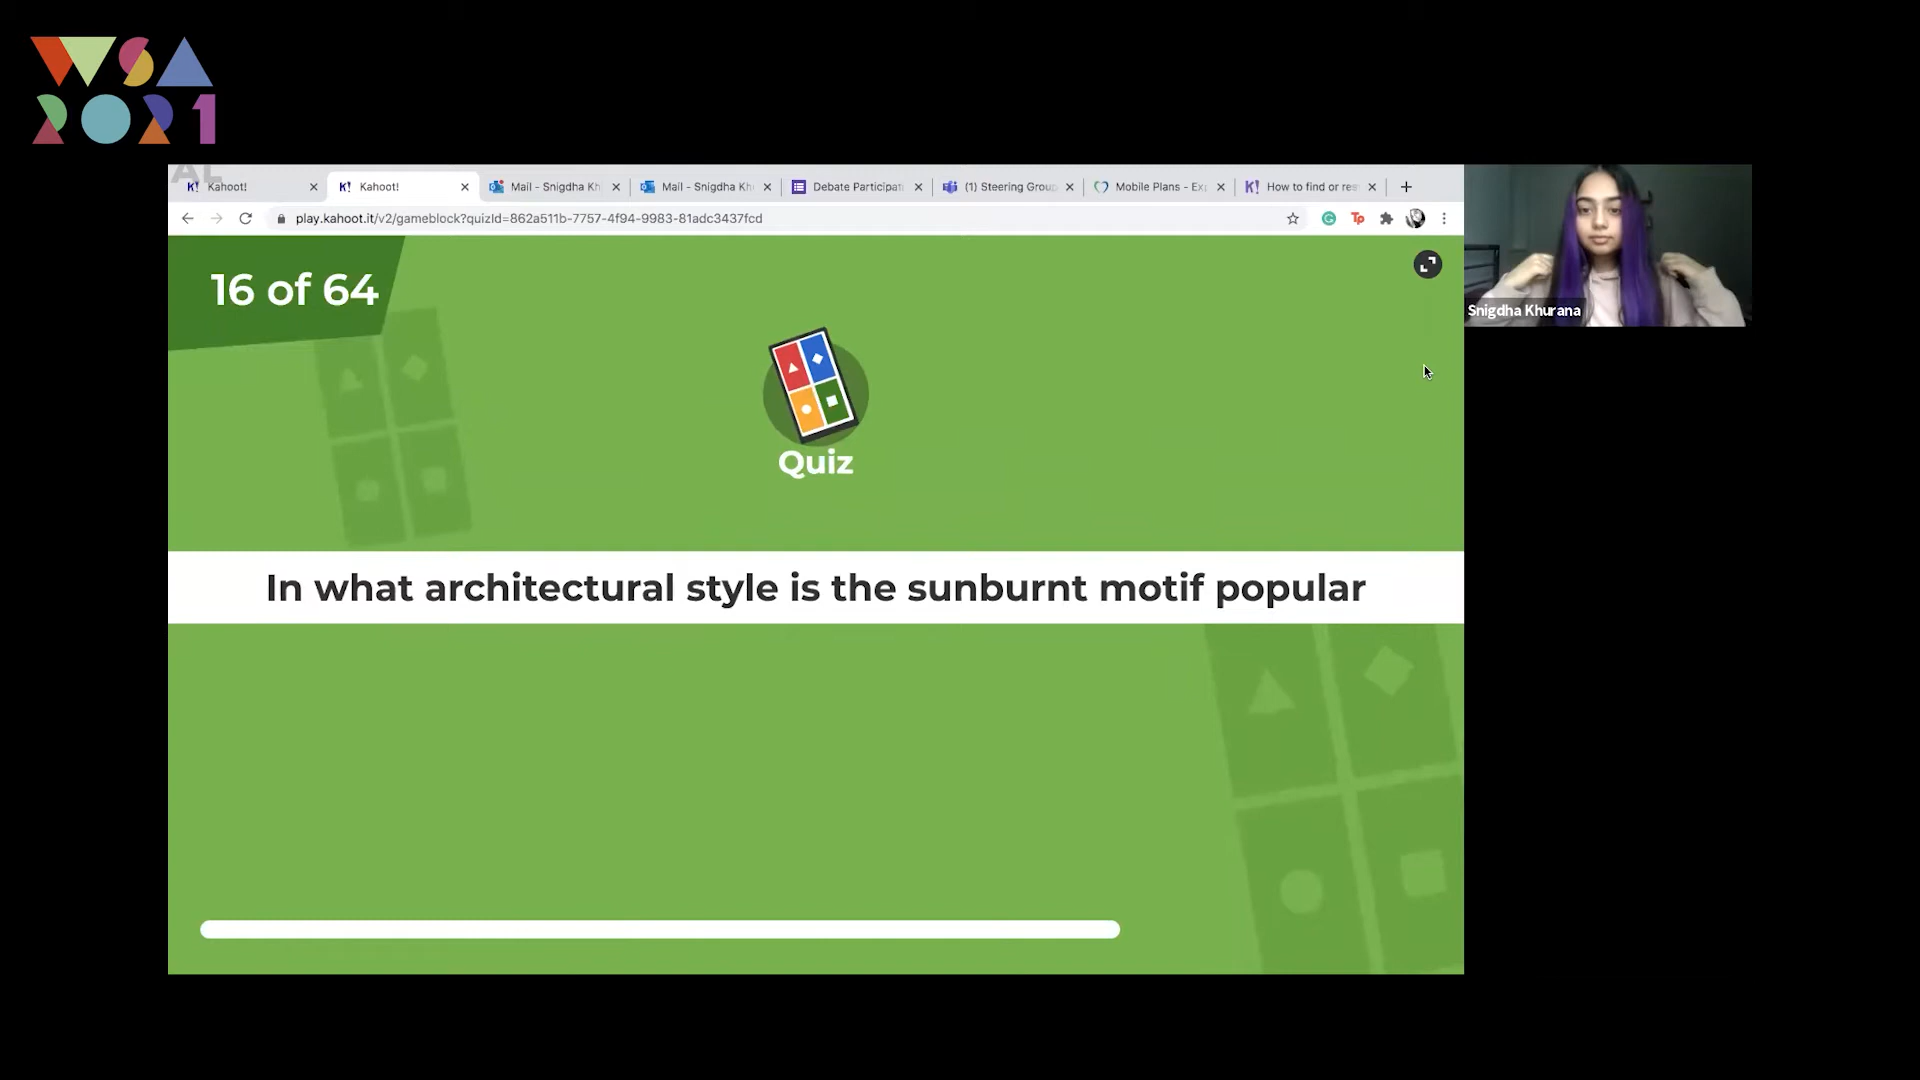 WSA
2021
AL
Kahoot!
Kahoot!
Mail - Snigdha Kh
Mail - Snigdha Kh
Debate Participat
(1) Steering Group
Mobile Plans - Ex
How to find or res
play.kahoot.it/v2/gameblock?quizId=862a511b-7757-4f94-9983-81adc3437fcd
16 of 64
Snigdha Khurana
Quiz
In what architectural style is the sunburnt motif popular